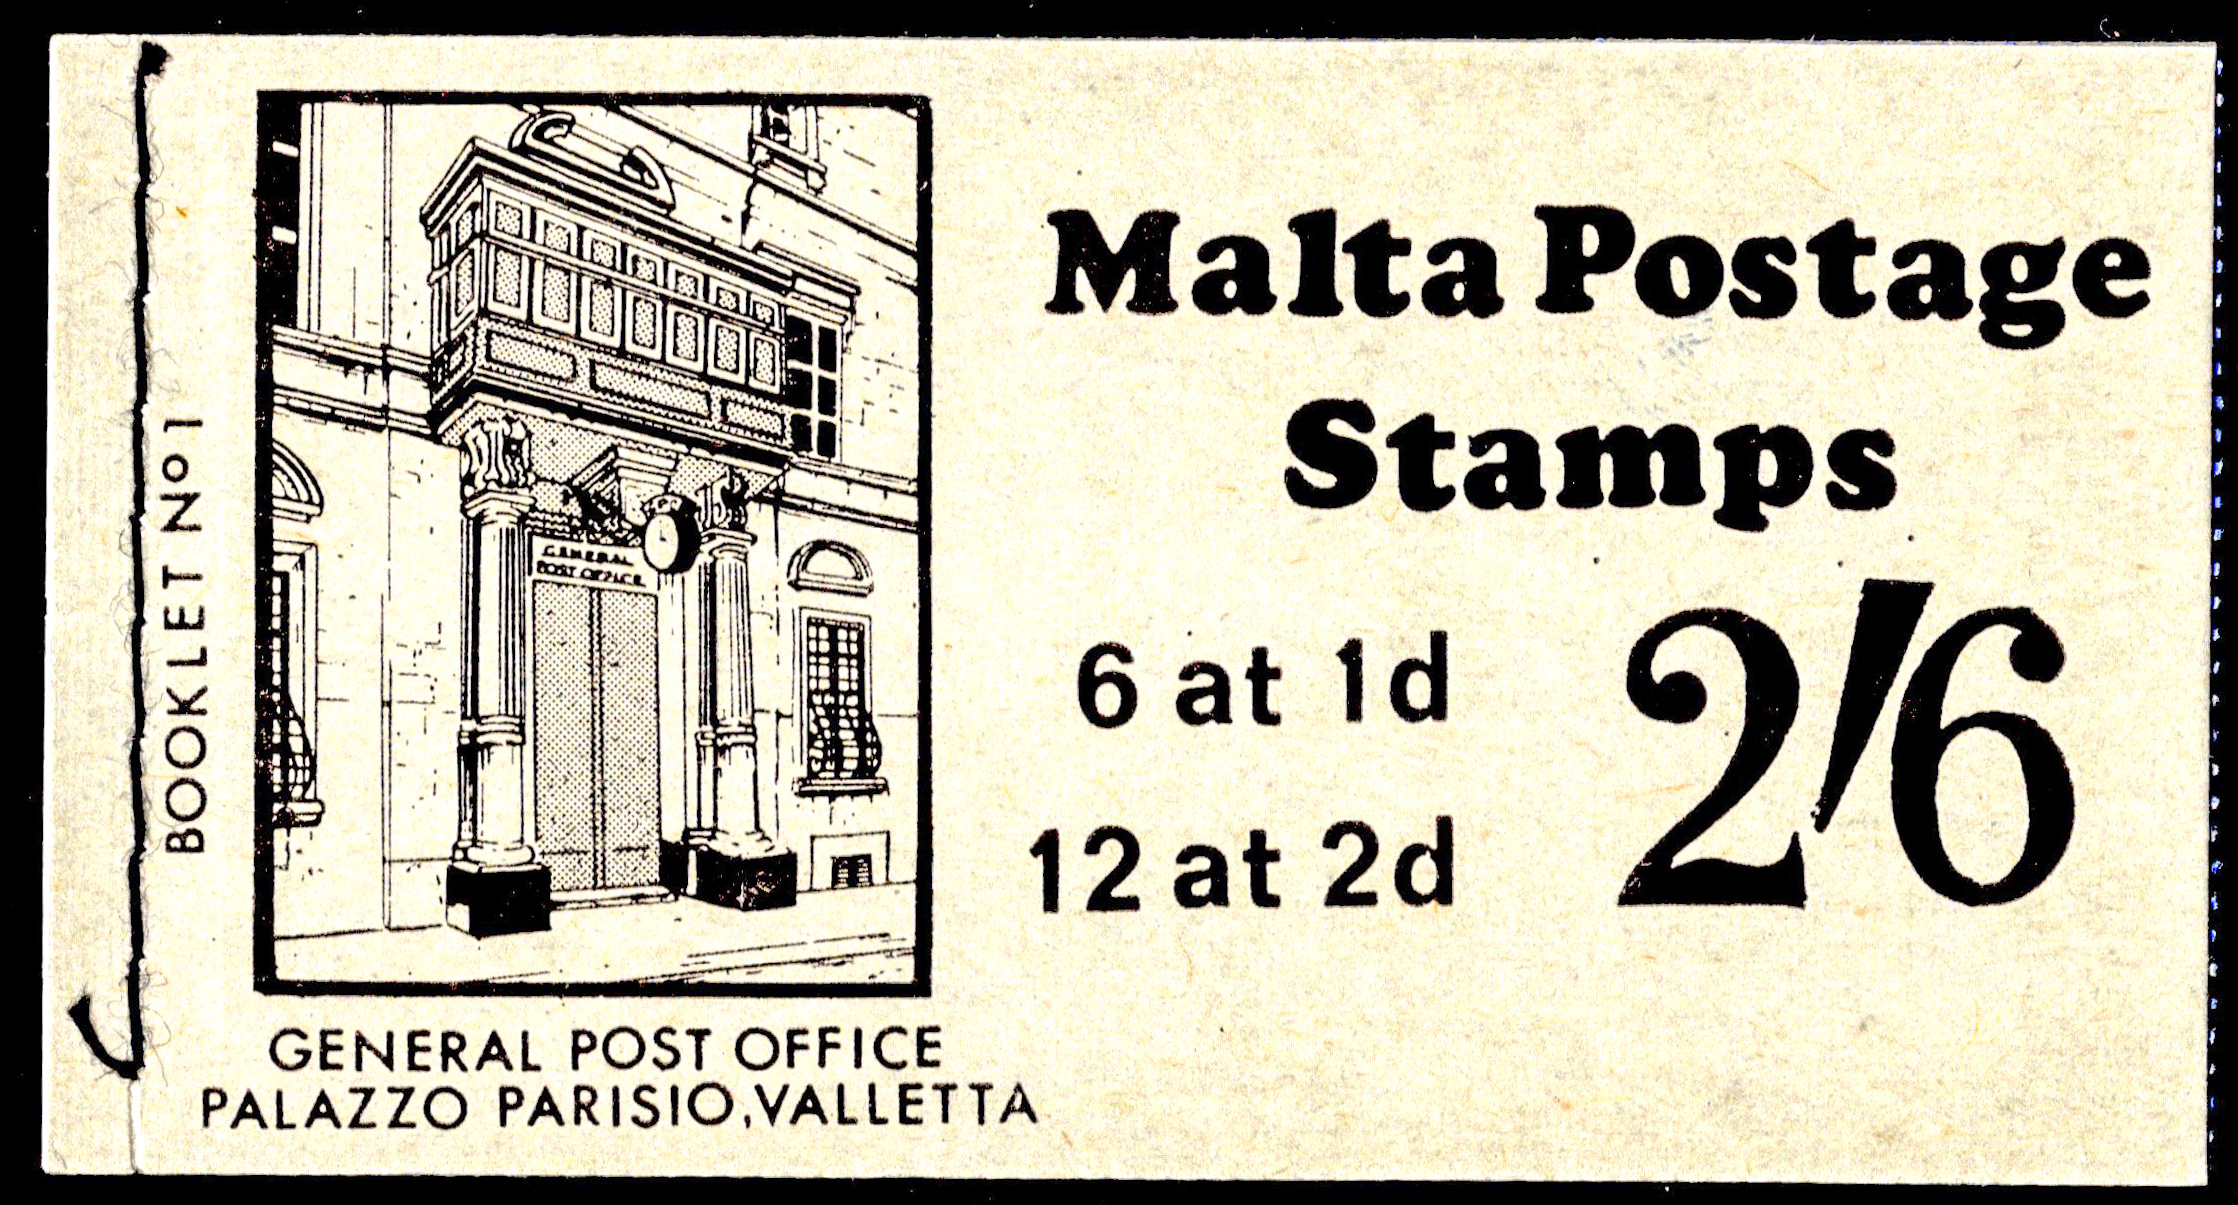 BOOKLET Nº 1
GENERAL
POST OFFICE
GENERAL POST OFFICE
PALAZZO PARISIO, VALLETTA
Malta Postage
Stamps
6 at 1d
12 at 2d
2/6